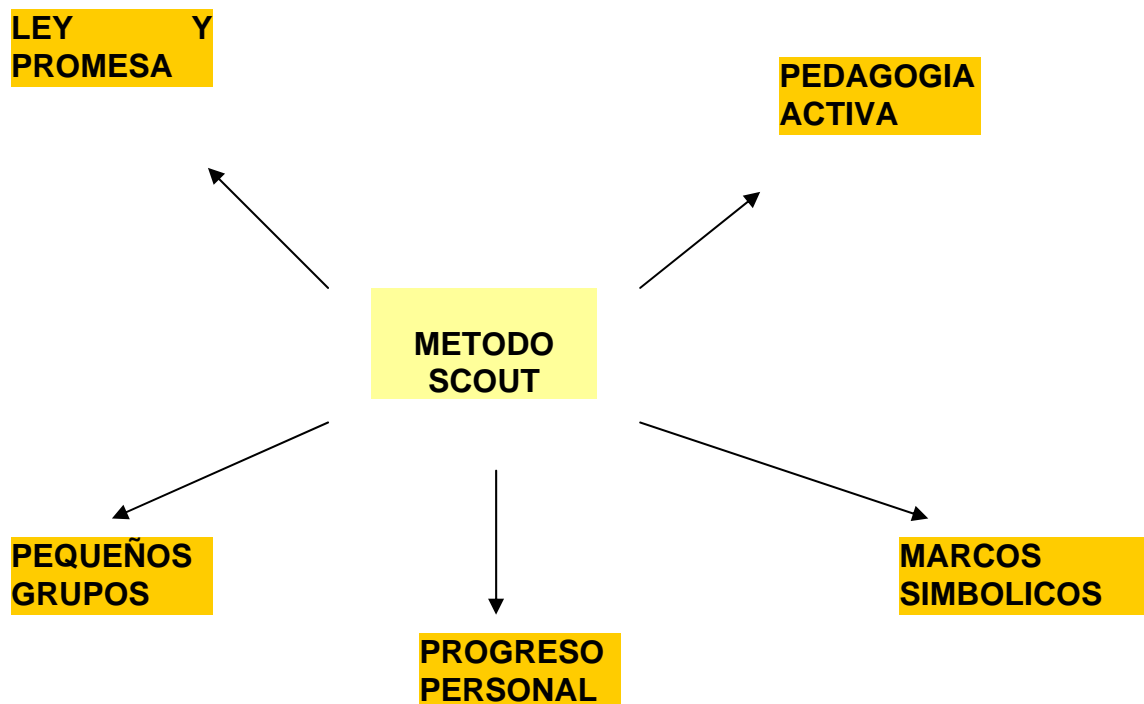 LEY Y
PROMESA
PEDAGOGIA
ACTIVA
METODO
SCOUT
PEQUEÑOS
GRUPOS
MARCOS
SIMBOLICOS
PROGRESO
PERSONAL